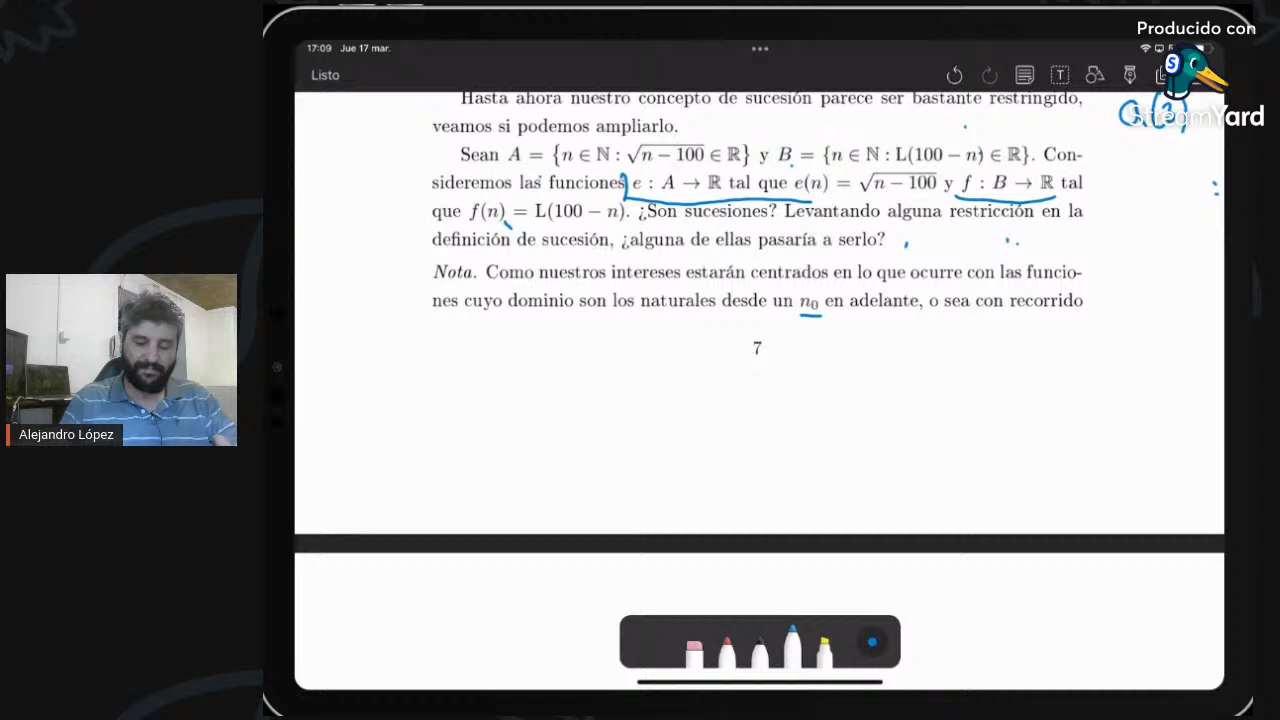 Producido con
StreamYard
17:09 Jue 17 mar.
Listo
Hasta ahora nuestro concepto de sucesión parece ser bastante restringido,
veamos si podemos ampliarlo.
Sean A = {n ∈ ℕ : √(n − 100) ∈ ℝ} y B = {n ∈ ℕ : L(100 − n) ∈ ℝ}. Con-
sideremos las funciones e : A → ℝ tal que e(n) = √(n − 100) y f : B → ℝ tal
que f(n) = L(100 − n). ¿Son sucesiones? Levantando alguna restricción en la
definición de sucesión, ¿alguna de ellas pasaría a serlo?
Nota. Como nuestros intereses estarán centrados en lo que ocurre con las funcio-
nes cuyo dominio son los naturales desde un n₀ en adelante, o sea con recorrido
7
Alejandro López